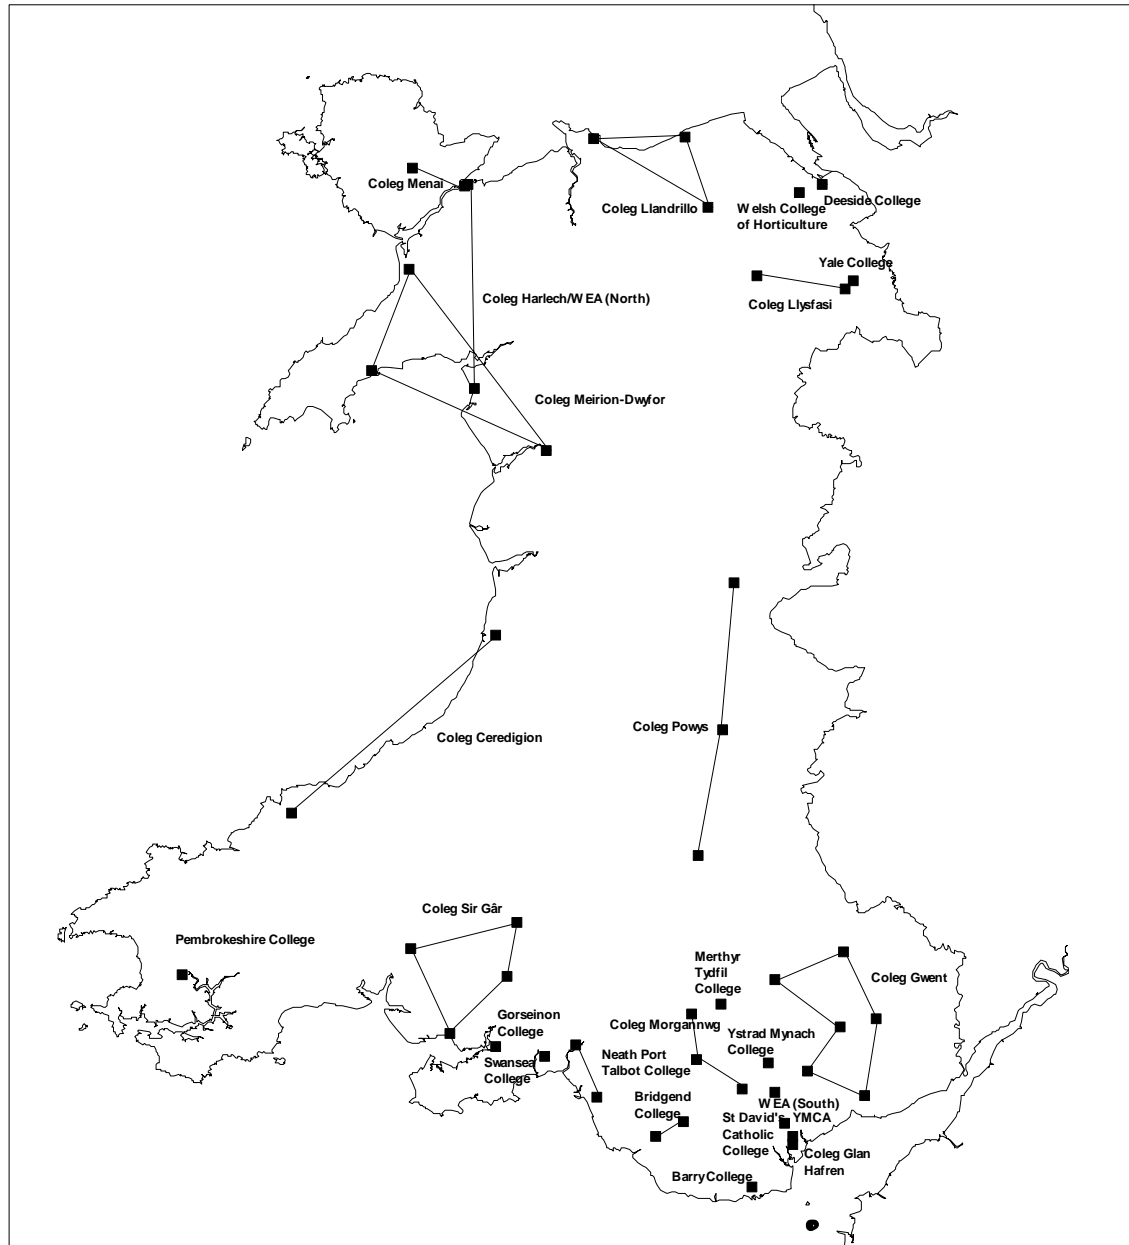 Coleg Menai
Coleg Llandrillo
Welsh College
of Horticulture
Deeside College
Yale College
Coleg Llysfasi
Coleg Harlech/WEA (North)
Coleg Meirion-Dwyfor
Coleg Powys
Coleg Ceredigion
Coleg Sir Gâr
Pembrokeshire College
Merthyr
Tydfil
College
Coleg Gwent
Gorseinon
College
Coleg Morgannwg
Ystrad Mynach
College
Swansea
College
Neath Port
Talbot College
Bridgend
College
WEA (South)
YMCA
St David's
Catholic
College
Coleg Glan
Hafren
Barry College